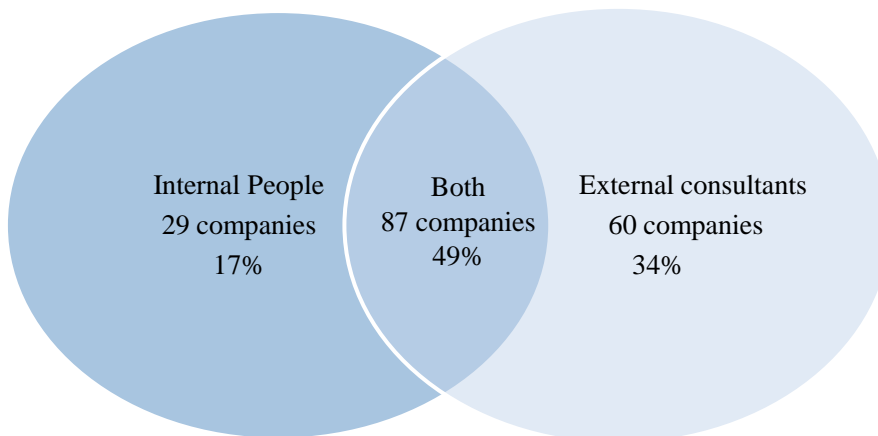 Internal People
29 companies
17%
Both
87 companies
49%
External consultants
60 companies
34%